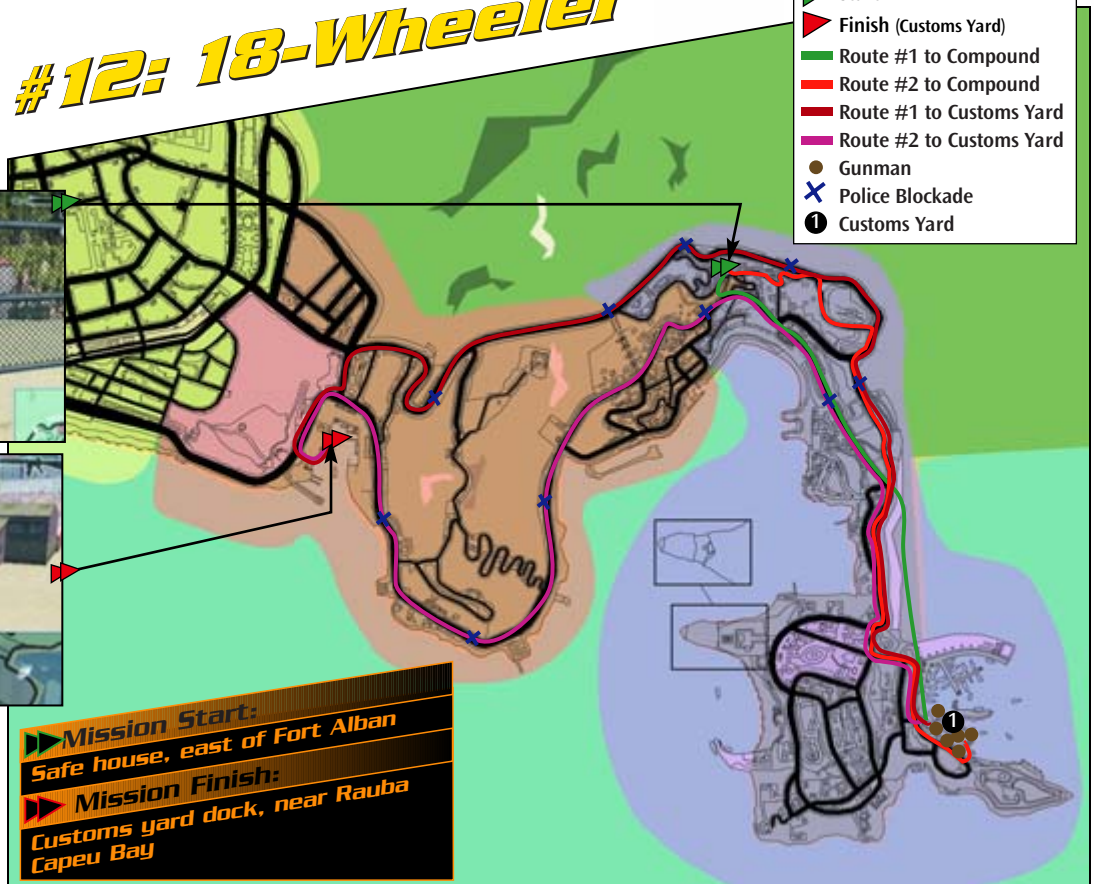 #12: 18-Wheeler
Finish (Customs Yard)
Route #1 to Compound
Route #2 to Compound
Route #1 to Customs Yard
Route #2 to Customs Yard
Gunman
Police Blockade
1 Customs Yard
1
Mission Start:
Safe house, east of Fort Alban
Mission Finish:
Customs yard dock, near Rauba
Capeu Bay